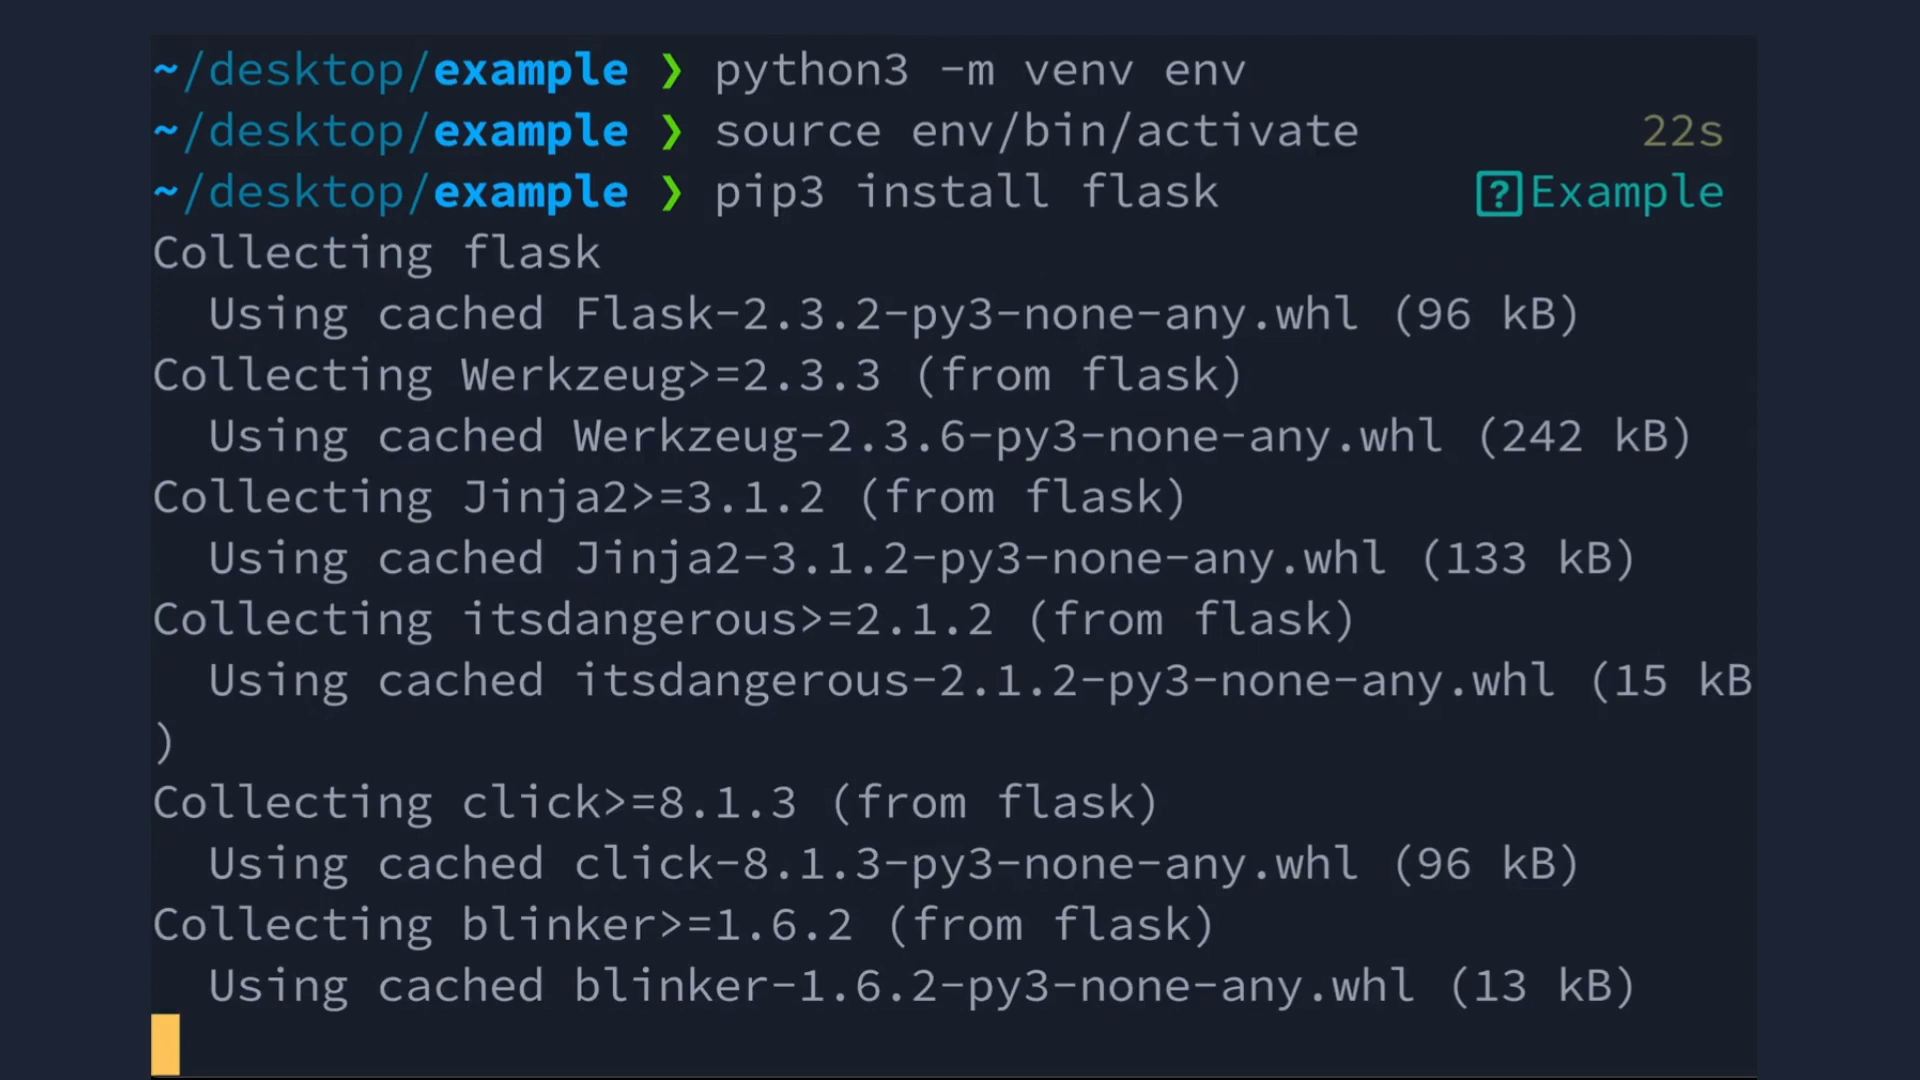 ~/desktop/example ❯ python3 -m venv env
~/desktop/example ❯ source env/bin/activate 22s
~/desktop/example ❯ pip3 install flask [?]Example
Collecting flask
  Using cached Flask-2.3.2-py3-none-any.whl (96 kB)
Collecting Werkzeug>=2.3.3 (from flask)
  Using cached Werkzeug-2.3.6-py3-none-any.whl (242 kB)
Collecting Jinja2>=3.1.2 (from flask)
  Using cached Jinja2-3.1.2-py3-none-any.whl (133 kB)
Collecting itsdangerous>=2.1.2 (from flask)
  Using cached itsdangerous-2.1.2-py3-none-any.whl (15 kB
)
Collecting click>=8.1.3 (from flask)
  Using cached click-8.1.3-py3-none-any.whl (96 kB)
Collecting blinker>=1.6.2 (from flask)
  Using cached blinker-1.6.2-py3-none-any.whl (13 kB)